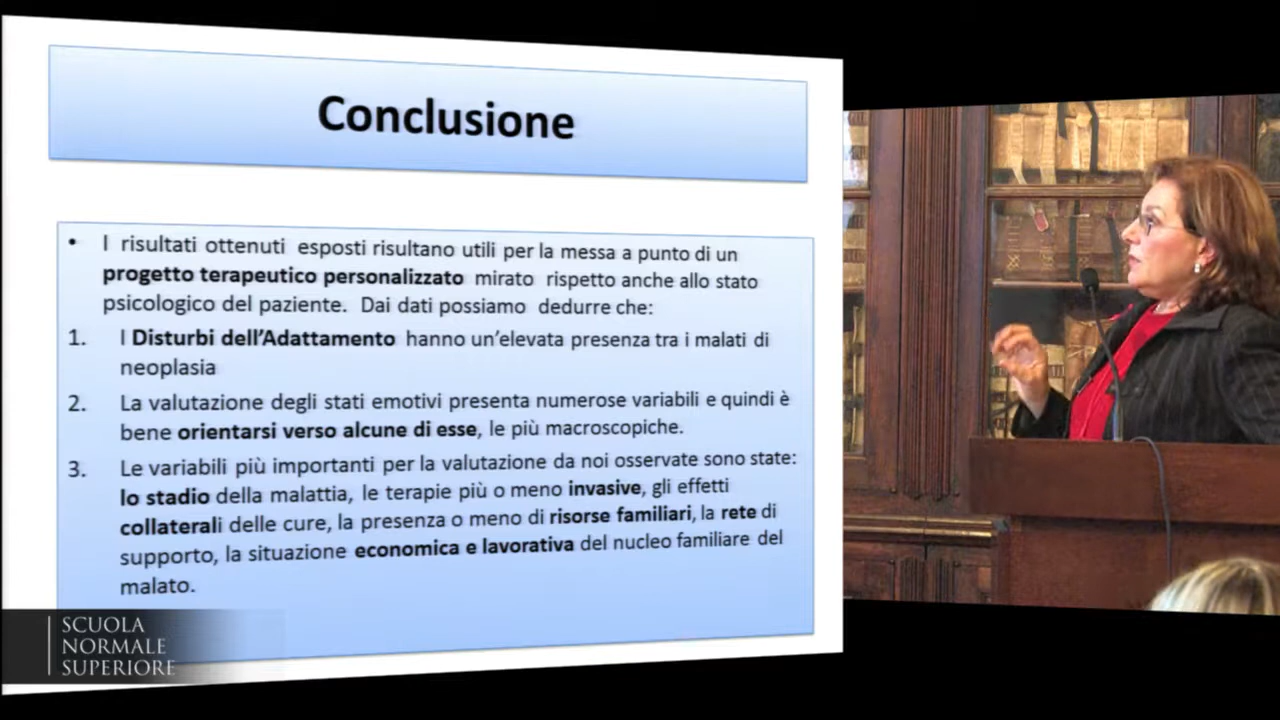 Conclusione
• I risultati ottenuti esposti risultano utili per la messa a punto di un
progetto terapeutico personalizzato mirato rispetto anche allo stato
psicologico del paziente. Dai dati possiamo dedurre che:
1. I Disturbi dell'Adattamento hanno un'elevata presenza tra i malati di
neoplasia
2. La valutazione degli stati emotivi presenta numerose variabili e quindi è
bene orientarsi verso alcune di esse, le più macroscopiche.
3. Le variabili più importanti per la valutazione da noi osservate sono state:
lo stadio della malattia, le terapie più o meno invasive, gli effetti
collaterali delle cure, la presenza o meno di risorse familiari, la rete di
supporto, la situazione economica e lavorativa del nucleo familiare del
malato.
SCUOLA
NORMALE
SUPERIORE